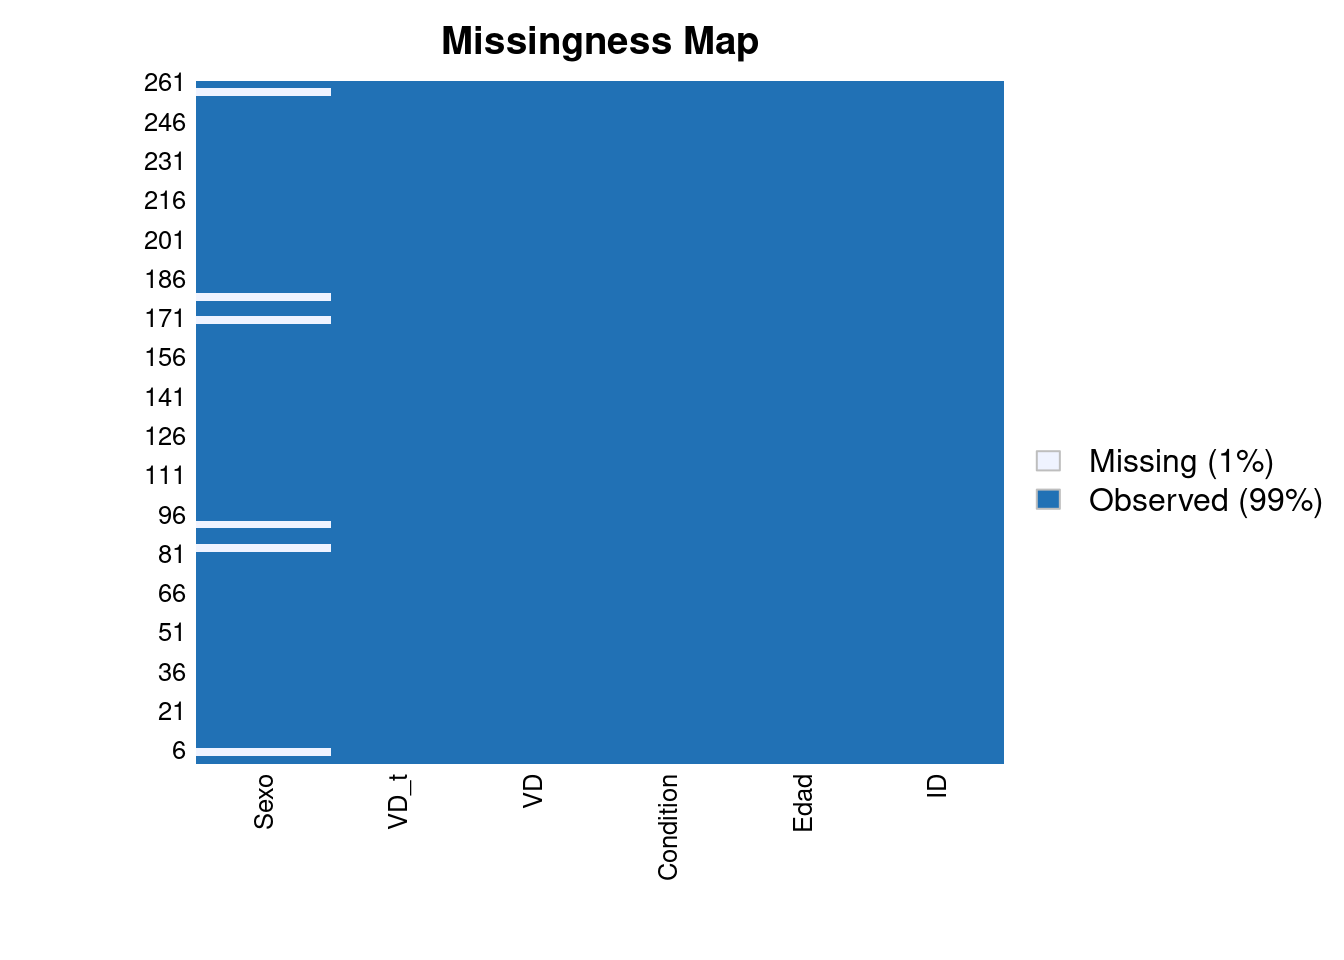 Missingness Map
261
246
231
216
201
186
171
156
141
126
111
96
81
66
51
36
21
6
Missing (1%)
Observed (99%)
Sexo
VD_t
VD
Condition
Edad
ID